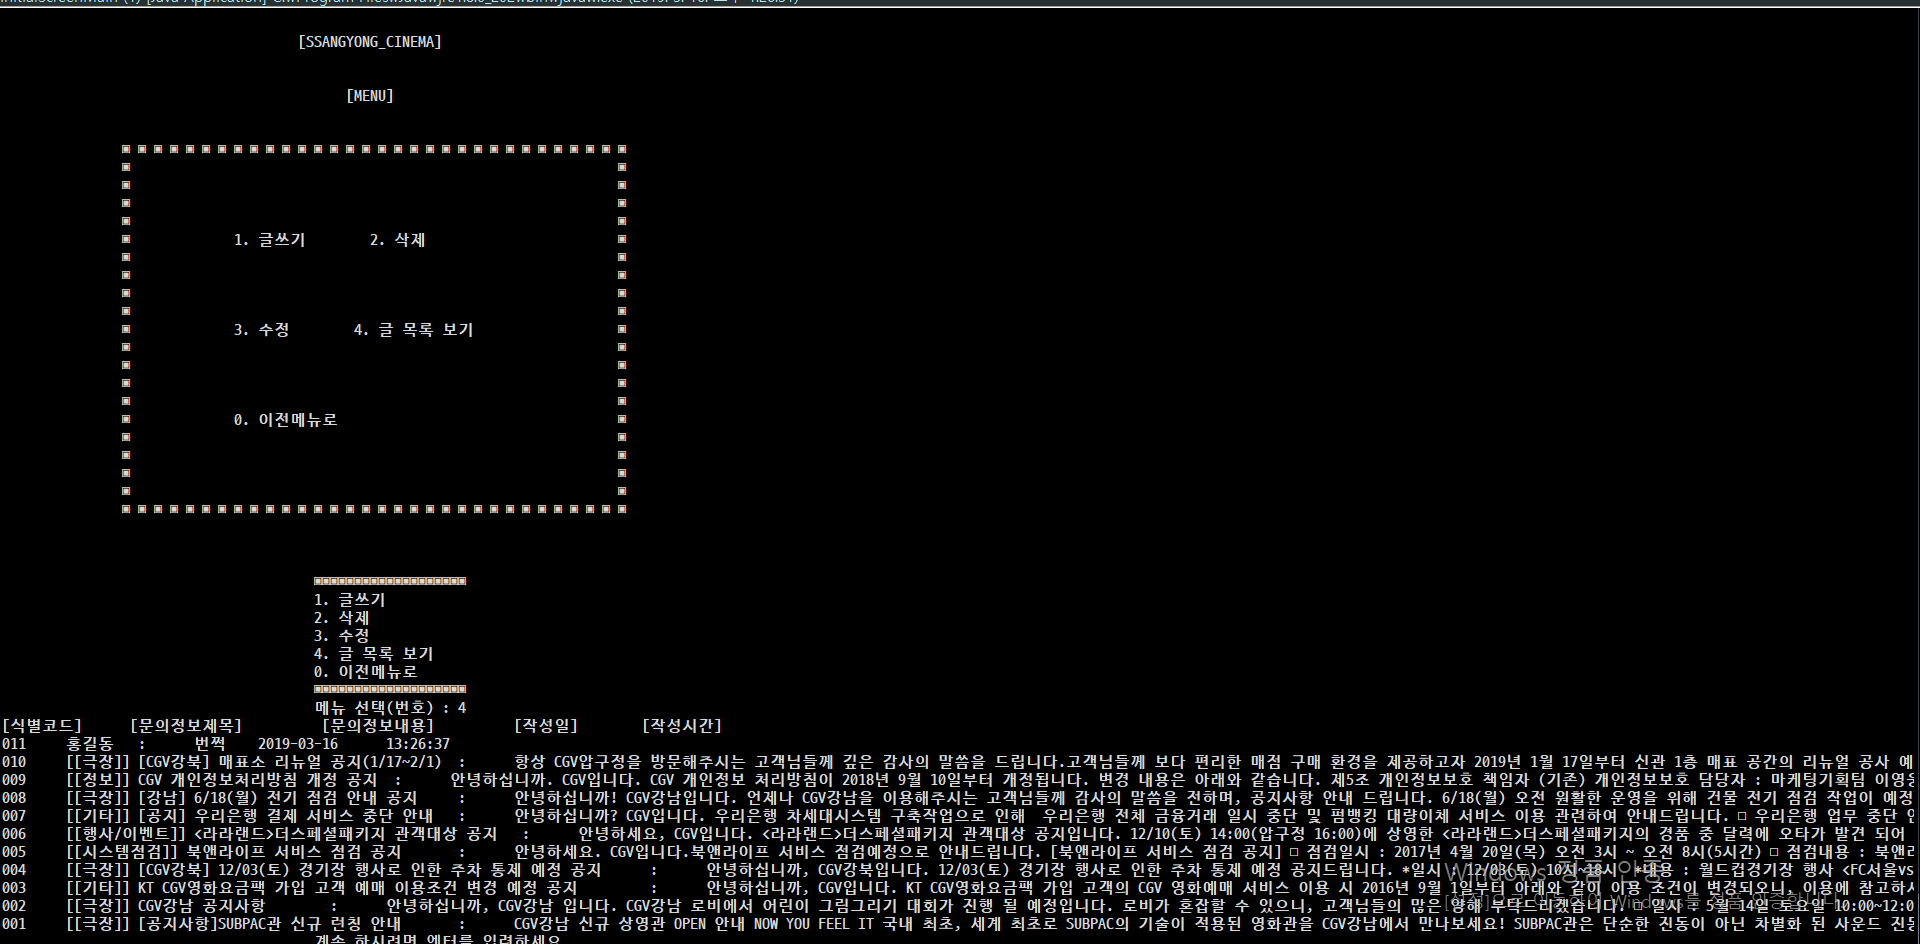 [SSANGYONG_CINEMA]
[MENU]
1. 글쓰기 2. 삭제
3. 수정 4. 글 목록 보기
0. 이전메뉴로
1. 글쓰기
2. 삭제
3. 수정
4. 글 목록 보기
0. 이전메뉴로
메뉴 선택(번호) : 4
[식별코드] [문의정보제목] [문의정보내용] [작성일] [작성시간]
011 홍길동 : 번쩍 2019-03-16 13:26:37
010 [[극장]] [CGV강북] 매표소 리뉴얼 공지(1/17~2/1) : 항상 CGV압구정을 방문해주시는 고객님들께 깊은 감사의 말씀을 드립니다.고객님들께 보다 편리한 매점 구매 환경을 제공하고자 2019년 1월 17일부터 신관 1층 매표 공간의 리뉴얼 공사 예
009 [[정보]] CGV 개인정보처리방침 개정 공지 : 안녕하십니까. CGV입니다. CGV 개인정보 처리방침이 2018년 9월 10일부터 개정됩니다. 변경 내용은 아래와 같습니다. 제5조 개인정보보호 책임자 (기존) 개인정보보호 담당자 : 마케팅기획팀 이영웅
008 [[극장]] [강남] 6/18(월) 전기 점검 안내 공지 : 안녕하십니까! CGV강남입니다. 언제나 CGV강남을 이용해주시는 고객님들께 감사의 말씀을 전하며, 공지사항 안내 드립니다. 6/18(월) 오전 원활한 운영을 위해 건물 전기 점검 작업이 예정
007 [[기타]] [공지] 우리은행 결제 서비스 중단 안내 : 안녕하십니까? CGV입니다. 우리은행 차세대시스템 구축작업으로 인해 우리은행 전체 금융거래 일시 중단 및 펌뱅킹 대량이체 서비스 이용 관련하여 안내드립니다. □ 우리은행 업무 중단 안
006 [[행사/이벤트]] <라라랜드>더스페셜패키지 관객대상 공지 : 안녕하세요, CGV입니다. <라라랜드>더스페셜패키지 관객대상 공지입니다. 12/10(토) 14:00(압구정 16:00)에 상영한 <라라랜드>더스페셜패키지의 경품 중 달력에 오타가 발견 되어
005 [[시스템점검]] 북앤라이프 서비스 점검 공지 : 안녕하세요. CGV입니다.북앤라이프 서비스 점검예정으로 안내드립니다. [북앤라이프 서비스 점검 공지] □ 점검일시 : 2017년 4월 20일(목) 오전 3시 ~ 오전 8시(5시간) □ 점검내용 : 북앤라
004 [[극장]] [CGV강북] 12/03(토) 경기장 행사로 인한 주차 통제 예정 공지 : 안녕하십니까, CGV강북입니다. 12/03(토) 경기장 행사로 인한 주차 통제 예정 공지드립니다. *일시 : 12/03(토) 10시~18시 *내용 : 월드컵경기장 행사 <FC서울vs
003 [[기타]] KT CGV영화요금팩 가입 고객 예매 이용조건 변경 예정 공지 : 안녕하십니까, CGV입니다. KT CGV영화요금팩 가입 고객의 CGV 영화예매 서비스 이용 시 2016년 9월 1일부터 아래와 같이 이용 조건이 변경되오니, 이용에 참고하시
002 [[극장]] CGV강남 공지사항 : 안녕하십니까, CGV강남 입니다. CGV강남 로비에서 어린이 그림그리기 대회가 진행 될 예정입니다. 로비가 혼잡할 수 있으니, 고객님들의 많은 양해 부탁드리겠습니다. □ 일시 : 5월 14일 토요일 10:00~12:0
001 [[극장]] [공지사항]SUBPAC관 신규 런칭 안내 : CGV강남 신규 상영관 OPEN 안내 NOW YOU FEEL IT 국내 최초, 세계 최초로 SUBPAC의 기술이 적용된 영화관을 CGV강남에서 만나보세요! SUBPAC관은 단순한 진동이 아닌 차별화 된 사운드 진동
계속 하시려면 엔터를 입력하세요
Windows 정품 인증